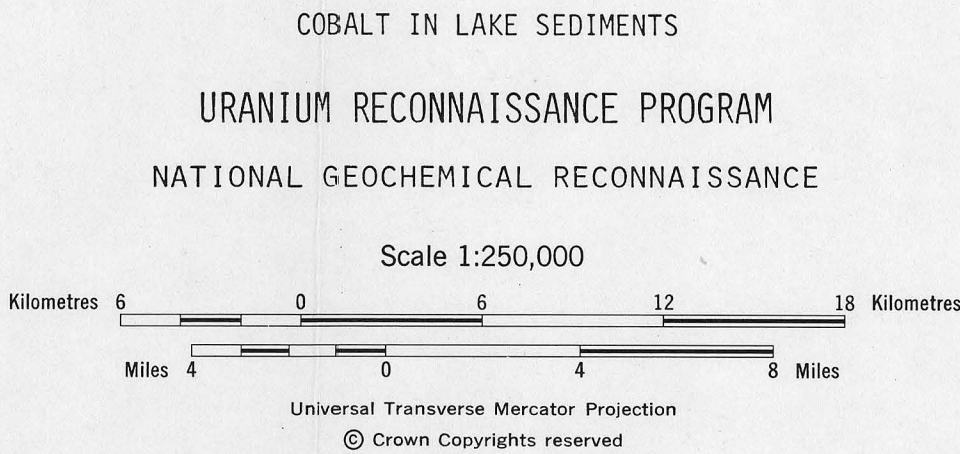 COBALT IN LAKE SEDIMENTS
URANIUM RECONNAISSANCE PROGRAM
NATIONAL GEOCHEMICAL RECONNAISSANCE
Scale 1:250,000
Kilometres 6 0 6 12 18 Kilometres
Miles 4 0 4 8 Miles
Universal Transverse Mercator Projection
© Crown Copyrights reserved